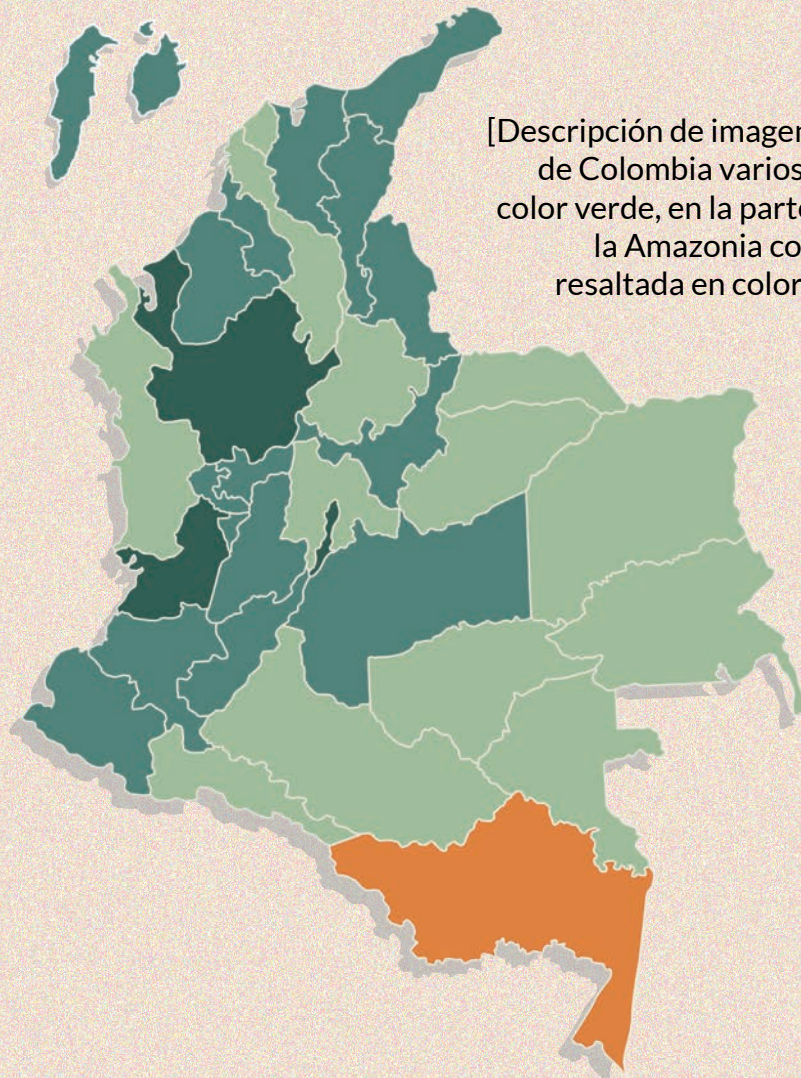 [Descripción de imagen
de Colombia varios
color verde, en la parte
la Amazonia co
resaltada en color